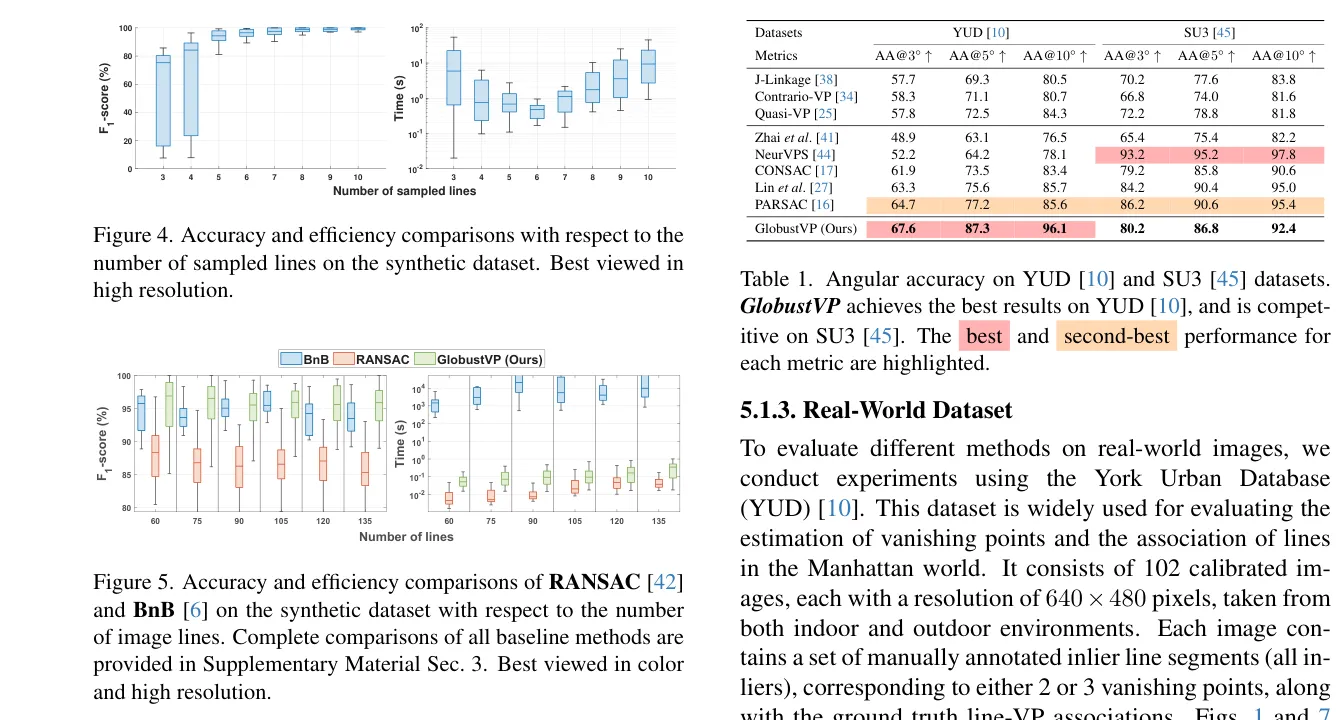 100
80
60
40
20
0
F1-score (%)
3 4 5 6 7 8 9 10
10²
10¹
10⁰
10⁻¹
10⁻²
Time (s)
3 4 5 6 7 8 9 10
Number of sampled lines
Figure 4. Accuracy and efficiency comparisons with respect to the
number of sampled lines on the synthetic dataset. Best viewed in
high resolution.
BnB RANSAC GlobustVP (Ours)
100
95
90
85
80
F1-score (%)
60 75 90 105 120 135
10⁴
10³
10²
10¹
10⁰
10⁻¹
10⁻²
Time (s)
60 75 90 105 120 135
Number of lines
Figure 5. Accuracy and efficiency comparisons of RANSAC [42]
and BnB [6] on the synthetic dataset with respect to the number
of image lines. Complete comparisons of all baseline methods are
provided in Supplementary Material Sec. 3. Best viewed in color
and high resolution.
Datasets YUD [10] SU3 [45]
Metrics AA@3° ↑ AA@5° ↑ AA@10° ↑ AA@3° ↑ AA@5° ↑ AA@10° ↑
J-Linkage [38] 57.7 69.3 80.5 70.2 77.6 83.8
Contrario-VP [34] 58.3 71.1 80.7 66.8 74.0 81.6
Quasi-VP [25] 57.8 72.5 84.3 72.2 78.8 81.8
Zhai et al. [41] 48.9 63.1 76.5 65.4 75.4 82.2
NeurVPS [44] 52.2 64.2 78.1 93.2 95.2 97.8
CONSAC [17] 61.9 73.5 83.4 79.2 85.8 90.6
Lin et al. [27] 63.3 75.6 85.7 84.2 90.4 95.0
PARSAC [16] 64.7 77.2 85.6 86.2 90.6 95.4
GlobustVP (Ours) 67.6 87.3 96.1 80.2 86.8 92.4
Table 1. Angular accuracy on YUD [10] and SU3 [45] datasets.
GlobustVP achieves the best results on YUD [10], and is compet-
itive on SU3 [45]. The best and second-best performance for
each metric are highlighted.
5.1.3. Real-World Dataset
To evaluate different methods on real-world images, we
conduct experiments using the York Urban Database
(YUD) [10]. This dataset is widely used for evaluating the
estimation of vanishing points and the association of lines
in the Manhattan world. It consists of 102 calibrated im-
ages, each with a resolution of 640 × 480 pixels, taken from
both indoor and outdoor environments. Each image con-
tains a set of manually annotated inlier line segments (all in-
liers), corresponding to either 2 or 3 vanishing points, along
with the ground truth line-VP associations. Figs. 1 and 7